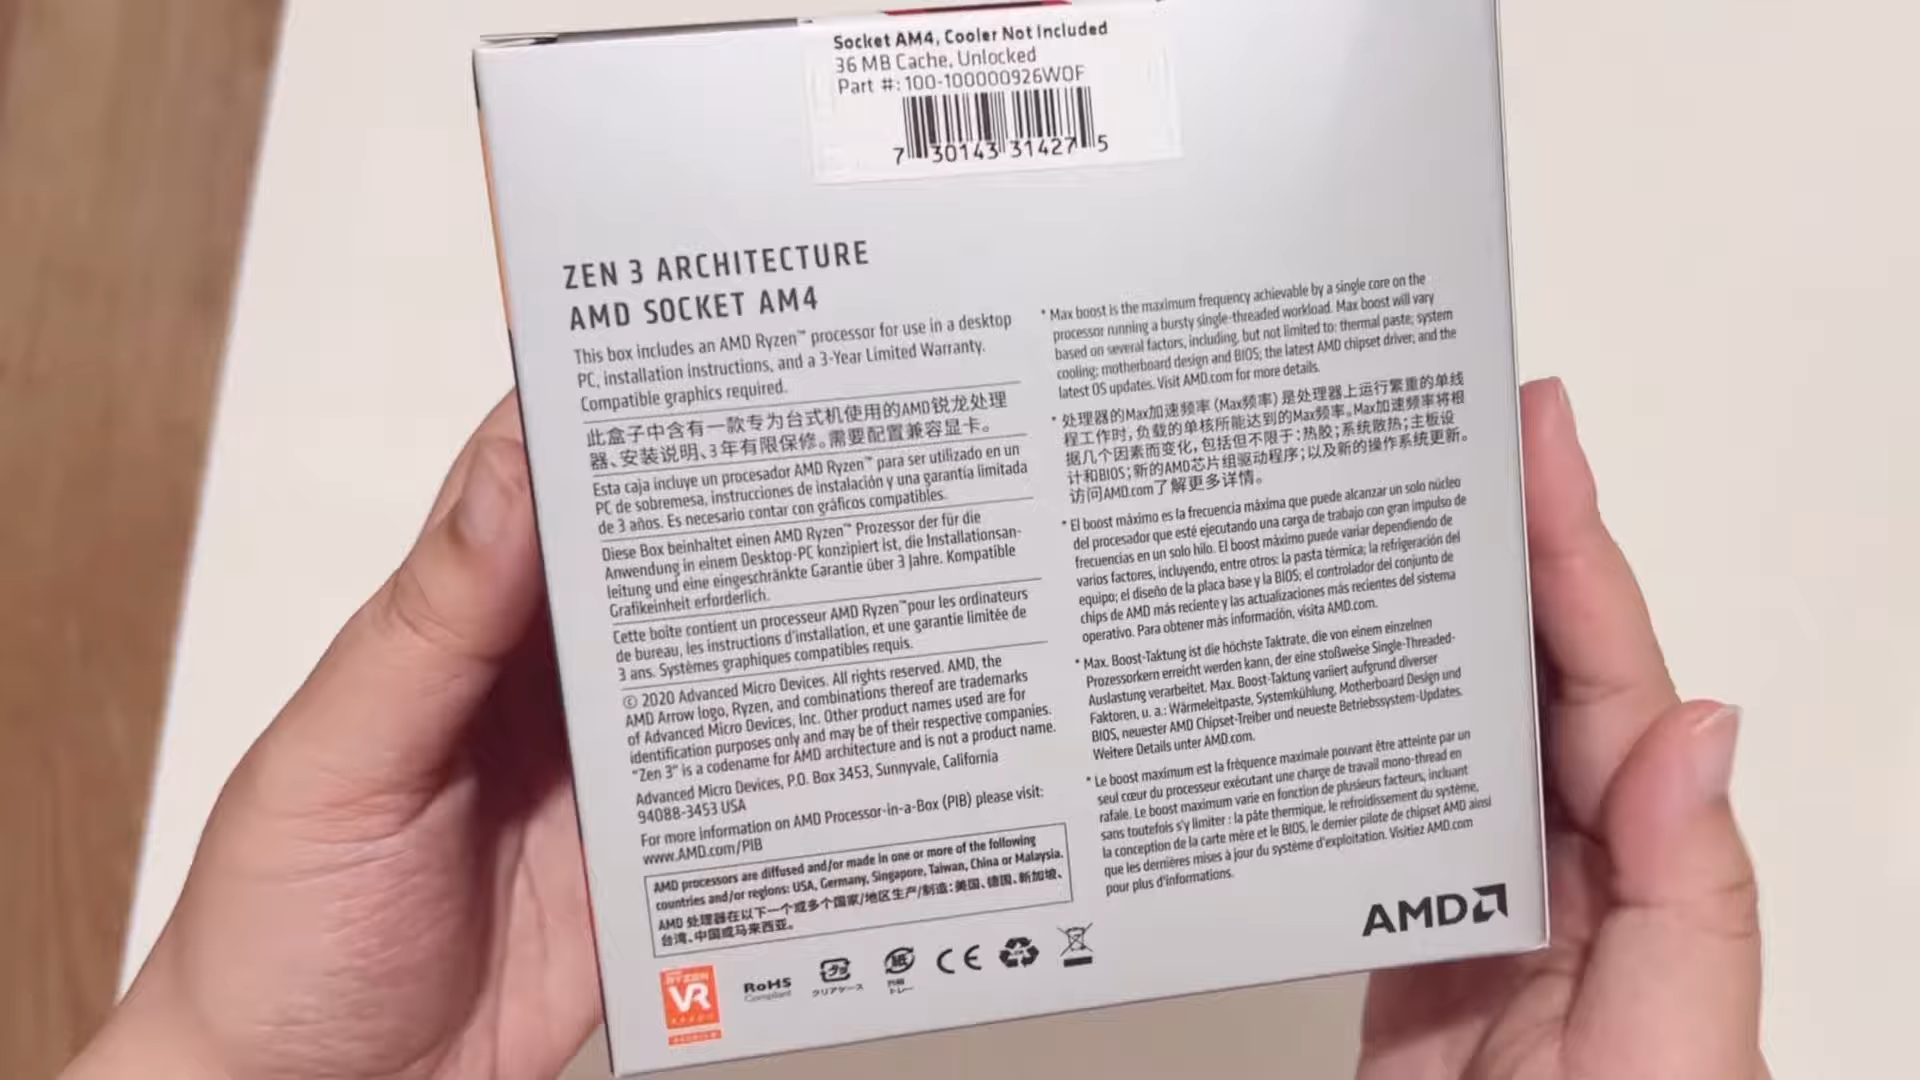 Socket AM4, Cooler Not Included
36 MB Cache, Unlocked
Part #: 100-100000926WOF
7 30143 31427 5
ZEN 3 ARCHITECTURE
AMD SOCKET AM4
This box includes an AMD Ryzen™ processor for use in a desktop
PC, installation instructions, and a 3-Year Limited Warranty.
Compatible graphics required.
此盒子中含有一款专为台式机使用的AMD锐龙处理
器、安装说明、3年有限保修。需要配置兼容显卡。
Esta caja incluye un procesador AMD Ryzen™ para ser utilizado en un
PC de sobremesa, instrucciones de instalación y una garantía limitada
de 3 años. Es necesario contar con gráficos compatibles.
Diese Box beinhaltet einen AMD Ryzen™ Prozessor der für die
Anwendung in einem Desktop-PC konzipiert ist, die Installationsan-
leitung und eine eingeschränkte Garantie über 3 Jahre. Kompatible
Grafikeinheit erforderlich.
Cette boîte contient un processeur AMD Ryzen™pour les ordinateurs
de bureau, les instructions d'installation, et une garantie limitée de
3 ans. Systèmes graphiques compatibles requis.
© 2020 Advanced Micro Devices. All rights reserved. AMD, the
AMD Arrow logo, Ryzen, and combinations thereof are trademarks
of Advanced Micro Devices, Inc. Other product names used are for
identification purposes only and may be of their respective companies.
"Zen 3" is a codename for AMD architecture and is not a product name.
Advanced Micro Devices, P.O. Box 3453, Sunnyvale, California
94088-3453 USA
For more information on AMD Processor-in-a-Box (PIB) please visit:
www.AMD.com/PIB
AMD processors are diffused and/or made in one or more of the following
countries and/or regions: USA, Germany, Singapore, Taiwan, China or Malaysia.
AMD 处理器在以下一个或多个国家/地区生产/制造：美国、德国、新加坡、
台湾、中国或马来西亚。
* Max boost is the maximum frequency achievable by a single core on the
processor running a bursty single-threaded workload. Max boost will vary
based on several factors, including, but not limited to: thermal paste; system
cooling; motherboard design and BIOS; the latest AMD chipset driver; and the
latest OS updates. Visit AMD.com for more details.
* 处理器的Max加速频率（Max频率）是处理器上运行繁重的单线
程工作时，负载的单核所能达到的Max频率。Max加速频率将根
据几个因素而变化，包括但不限于：热胶；系统散热；主板设
计和BIOS；新的AMD芯片组驱动程序；以及新的操作系统更新。
访问AMD.com了解更多详情。
* El boost máximo es la frecuencia máxima que puede alcanzar un solo núcleo
del procesador que esté ejecutando una carga de trabajo con gran impulso de
frecuencias en un solo hilo. El boost máximo puede variar dependiendo de
varios factores, incluyendo, entre otros: la pasta térmica; la refrigeración del
equipo; el diseño de la placa base y la BIOS; el controlador del conjunto de
chips de AMD más reciente y las actualizaciones más recientes del sistema
operativo. Para obtener más información, visita AMD.com.
* Max. Boost-Taktung ist die höchste Taktrate, die von einem einzelnen
Prozessorkern erreicht werden kann, der eine stoßweise Single-Threaded-
Auslastung verarbeitet. Max. Boost-Taktung variiert aufgrund diverser
Faktoren, u. a.: Wärmeleitpaste, Systemkühlung, Motherboard Design und
BIOS, neuester AMD Chipset-Treiber und neueste Betriebssystem-Updates.
Weitere Details unter AMD.com.
* Le boost maximum est la fréquence maximale pouvant être atteinte par un
seul cœur du processeur exécutant une charge de travail mono-thread en
rafale. Le boost maximum varie en fonction de plusieurs facteurs, incluant
sans toutefois s'y limiter : la pâte thermique, le refroidissement du système,
la conception de la carte mère et le BIOS, le dernier pilote de chipset AMD ainsi
que les dernières mises à jour du système d'exploitation. Visitiez AMD.com
pour plus d'informations.
AMD
RYZEN
VR
PREMIUM
RoHS
Compliant
プラ
クリアケース
紙
トレー
CE